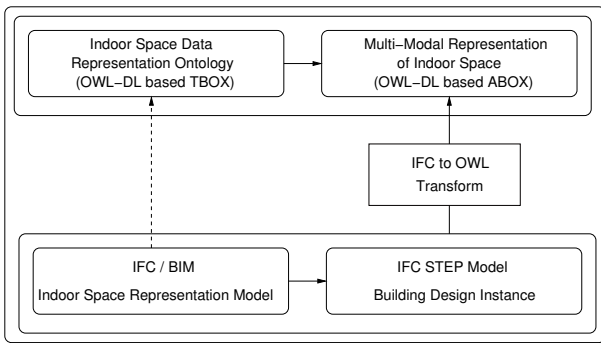 Indoor Space Data
Representation Ontology
(OWL−DL based TBOX)
Multi−Modal Representation
of Indoor Space
(OWL−DL based ABOX)
IFC to OWL
Transform
IFC / BIM
Indoor Space Representation Model
IFC STEP Model
Building Design Instance